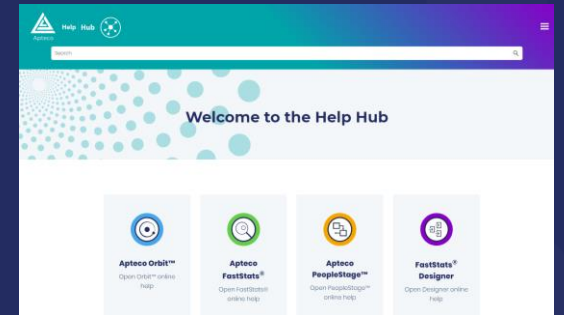 Apteco
Help Hub
Search
Welcome to the Help Hub
Apteco Orbit™
Open Orbit™ online
help
Apteco
FastStats®
Open FastStats®
online help
Apteco
PeopleStage™
Open PeopleStage™
online help
FastStats®
Designer
Open Designer online
help